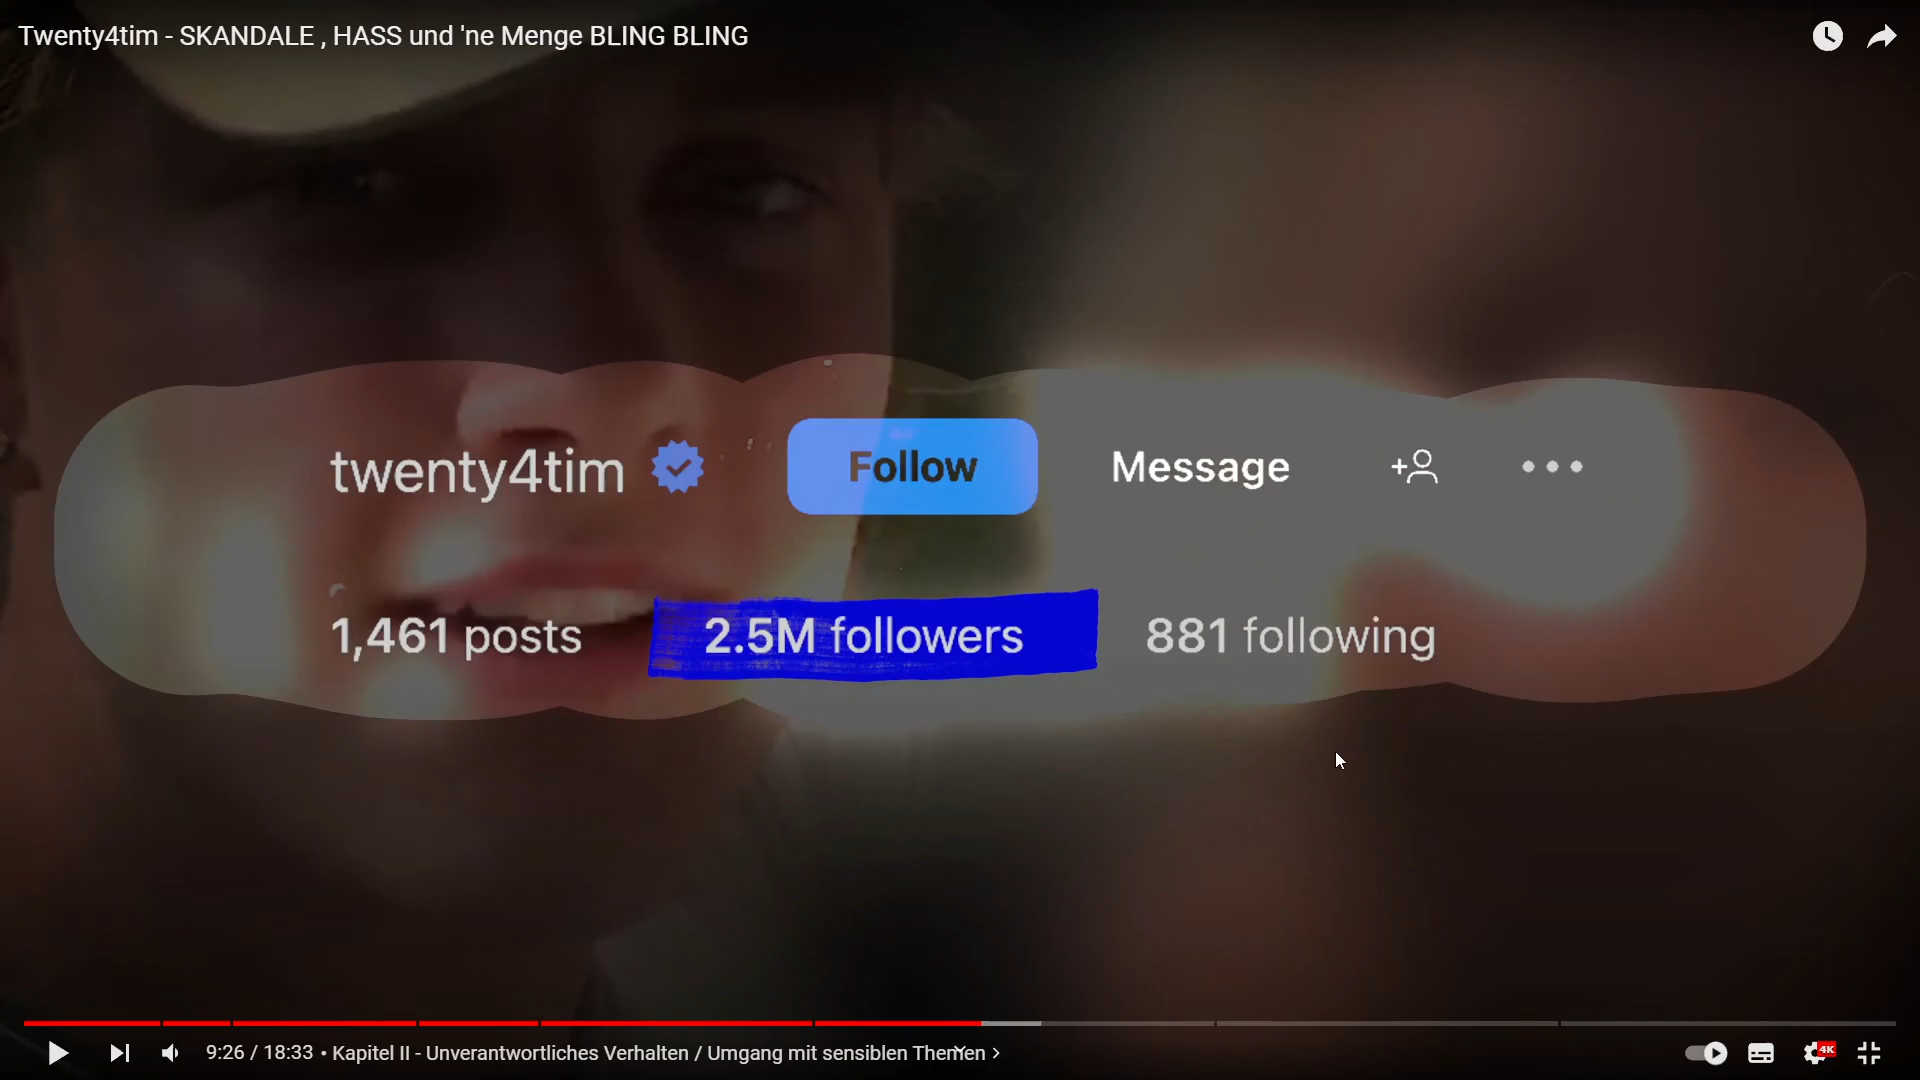 Twenty4tim - SKANDALE , HASS und 'ne Menge BLING BLING
twenty4tim Follow Message
1,461 posts 2.5M followers 881 following
9:26 / 18:33 • Kapitel II - Unverantwortliches Verhalten / Umgang mit sensiblen Themen
4K